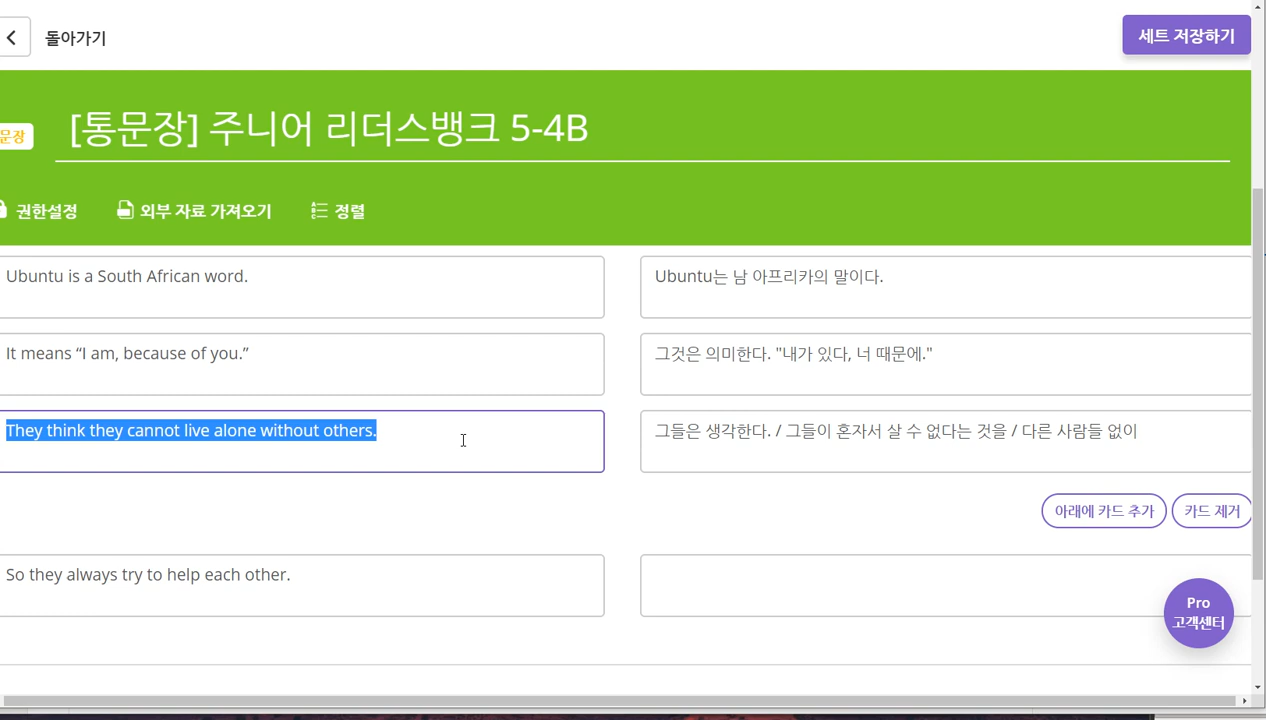 돌아가기
세트 저장하기
문장
[통문장] 주니어 리더스뱅크 5-4B
권한설정
외부 자료 가져오기
정렬
Ubuntu is a South African word.
Ubuntu는 남 아프리카의 말이다.
It means “I am, because of you.”
그것은 의미한다. "내가 있다, 너 때문에."
They think they cannot live alone without others.
그들은 생각한다. / 그들이 혼자서 살 수 없다는 것을 / 다른 사람들 없이
아래에 카드 추가
카드 제거
So they always try to help each other.
Pro
고객센터